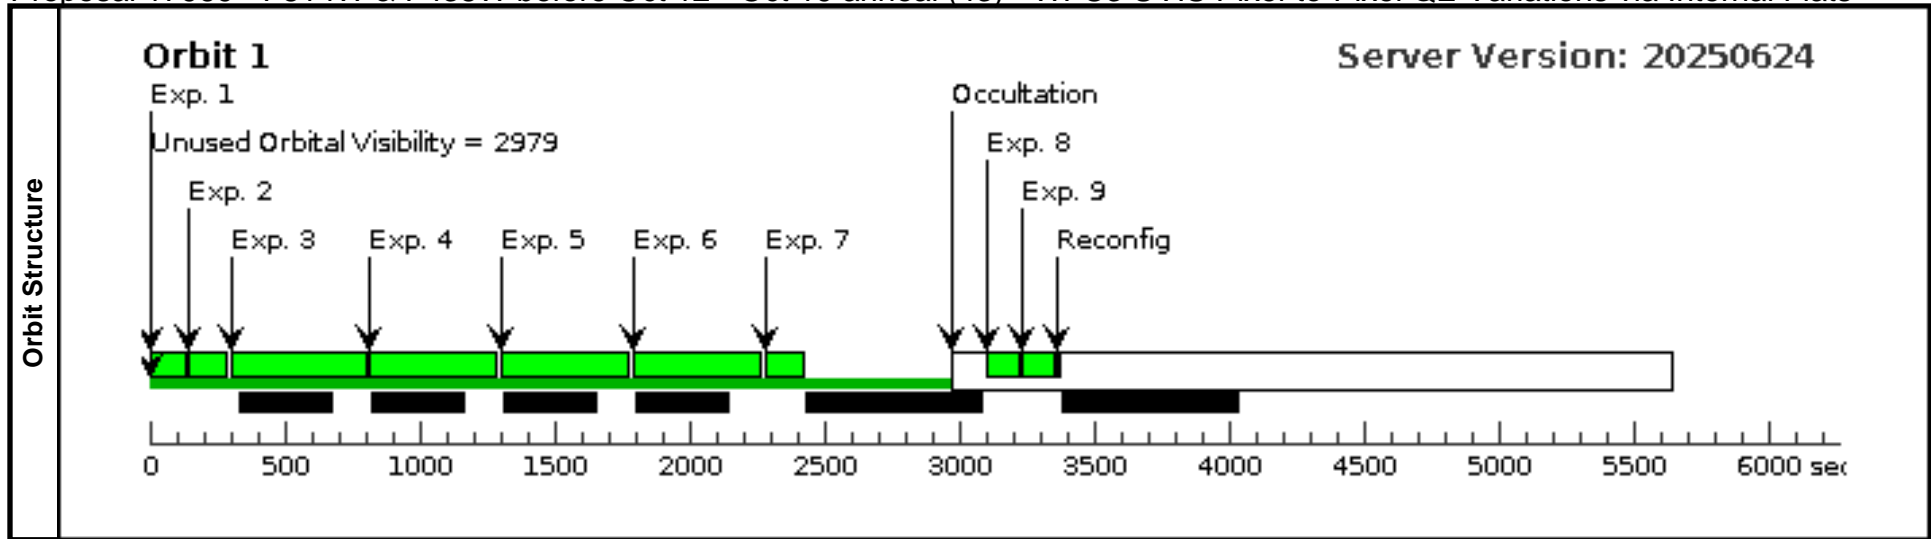 Orbit Structure
Orbit 1
Server Version: 20250624
Exp. 1
Occultation
Unused Orbital Visibility = 2979
Exp. 8
Exp. 2
Exp. 9
Exp. 3
Exp. 4
Exp. 5
Exp. 6
Exp. 7
Reconfig
0
500
1000
1500
2000
2500
3000
3500
4000
4500
5000
5500
6000